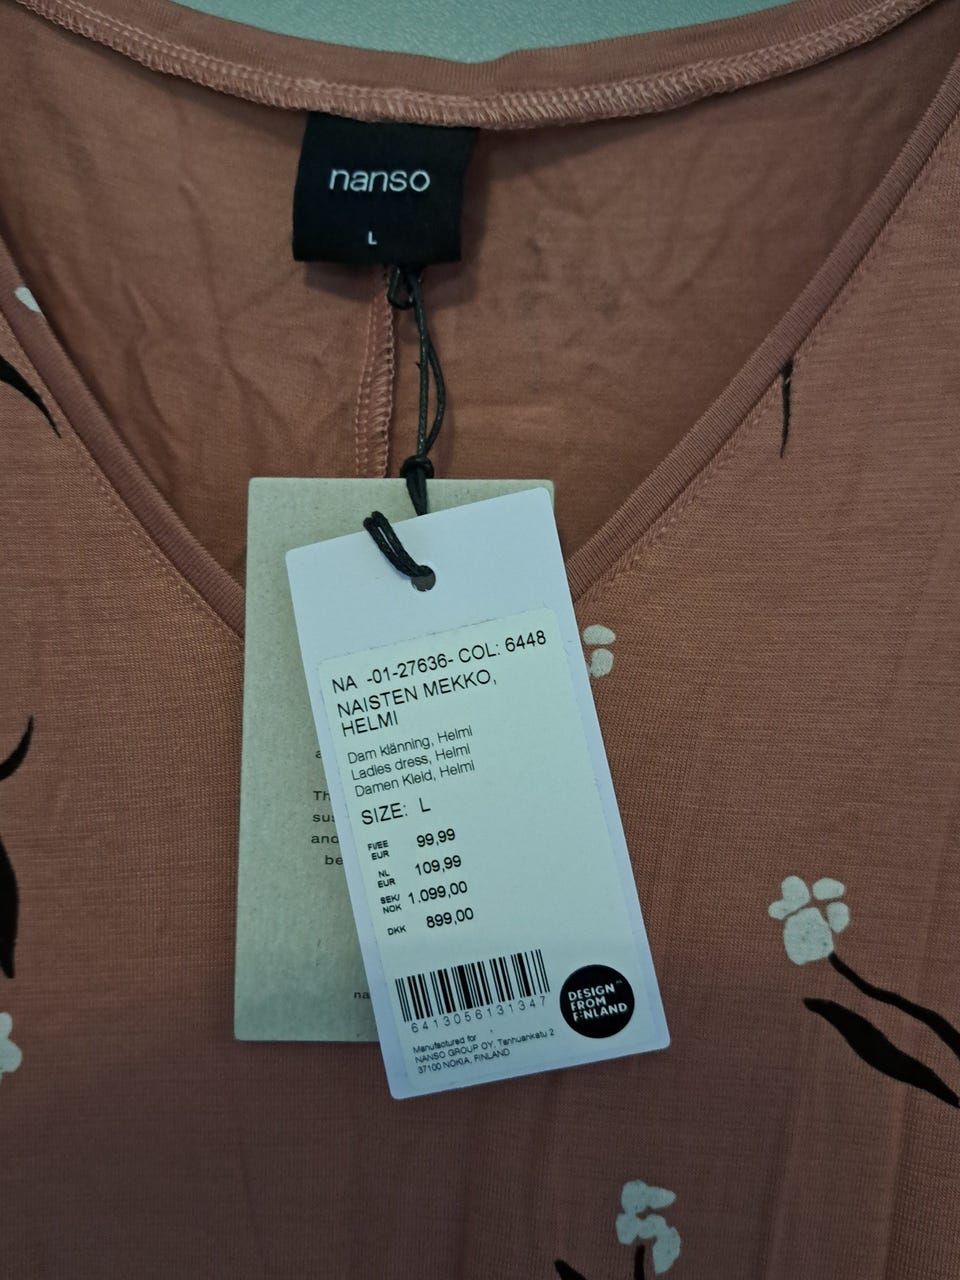 nanso
L
NA -01-27636- COL: 6448
NAISTEN MEKKO,
HELMI
Dam klänning, Helmi
Ladies dress, Helmi
Damen Kleid, Helmi
SIZE: L
FI/EE
EUR 99,99
NL
EUR 109,99
SEK/
NOK 1.099,00
DKK 899,00
6413056131347
DESIGN
FROM
FINLAND
Manufactured for
NANSO GROUP OY, Tanhuankatu 2
37100 NOKIA, FINLAND